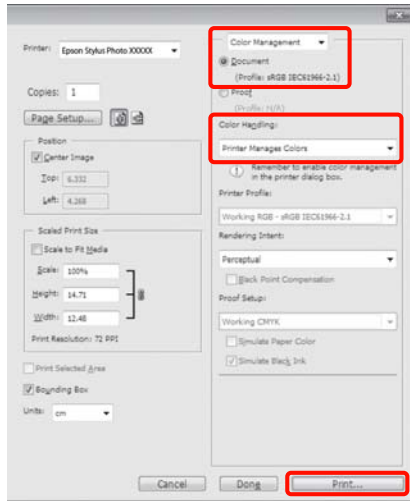 Printer: Epson Stylus Photo XXXXX
Copies: 1
Page Setup...
Position
Center Image
Top: 6.332
Left: 4.268
Scaled Print Size
Scale to Fit Media
Scale: 100%
Height: 14.71
Width: 12.48
Print Resolution: 72 PPI
Print Selected Area
Bounding Box
Units: cm
Color Management
Document
(Profile: sRGB IEC61966-2.1)
Proof
(Profile: N/A)
Color Handling:
Printer Manages Colors
Remember to enable color management
in the printer dialog box.
Printer Profile:
Working RGB - sRGB IEC61966-2.1
Rendering Intent:
Perceptual
Black Point Compensation
Proof Setup:
Working CMYK
Simulate Paper Color
Simulate Black Ink
Cancel
Done
Print...